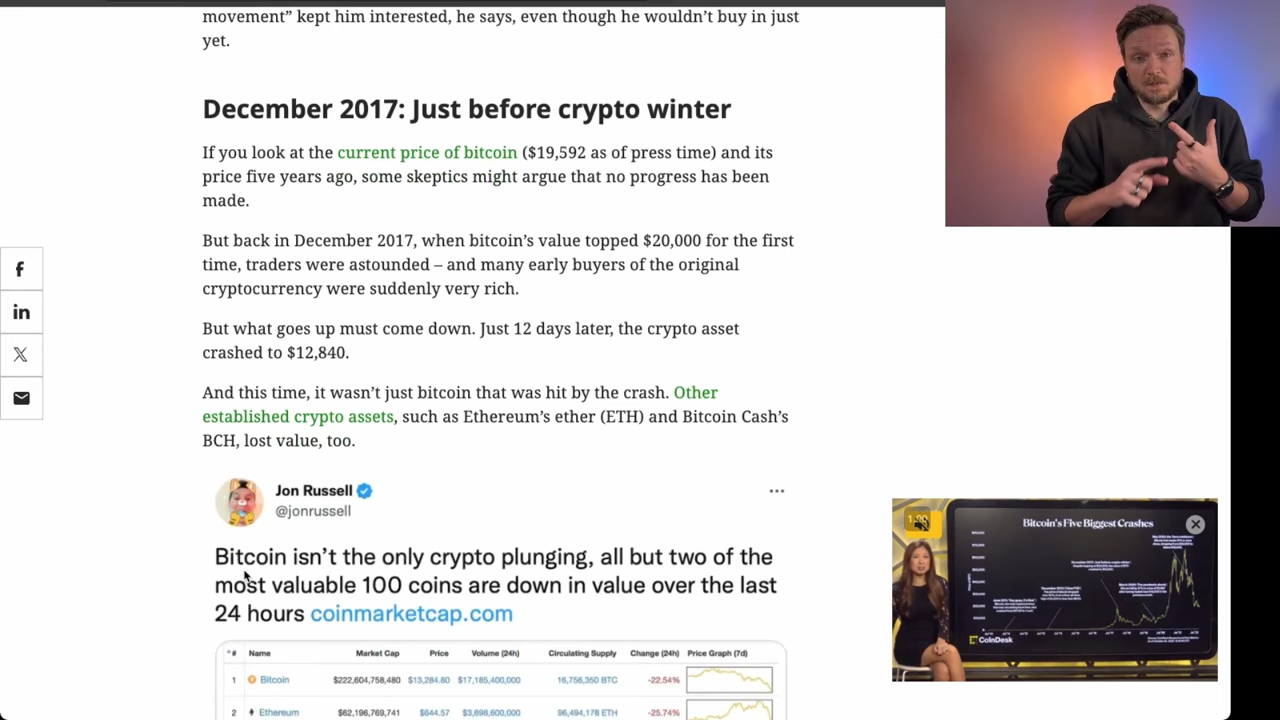 movement” kept him interested, he says, even though he wouldn’t buy in just
yet.
December 2017: Just before crypto winter
If you look at the current price of bitcoin ($19,592 as of press time) and its
price five years ago, some skeptics might argue that no progress has been
made.
But back in December 2017, when bitcoin’s value topped $20,000 for the first
time, traders were astounded – and many early buyers of the original
cryptocurrency were suddenly very rich.
But what goes up must come down. Just 12 days later, the crypto asset
crashed to $12,840.
And this time, it wasn’t just bitcoin that was hit by the crash. Other
established crypto assets, such as Ethereum’s ether (ETH) and Bitcoin Cash’s
BCH, lost value, too.
Jon Russell
@jonrussell
Bitcoin isn’t the only crypto plunging, all but two of the
most valuable 100 coins are down in value over the last
24 hours coinmarketcap.com
# Name Market Cap Price Volume (24h) Circulating Supply Change (24h) Price Graph (7d)
1 Bitcoin $222,604,758,480 $13,284.80 $17,185,400,000 16,756,350 BTC -22.54%
2 Ethereum $62,196,769,741 $644.57 $3,698,600,000 96,494,178 ETH -25.74%
Bitcoin’s Five Biggest Crashes
CoinDesk